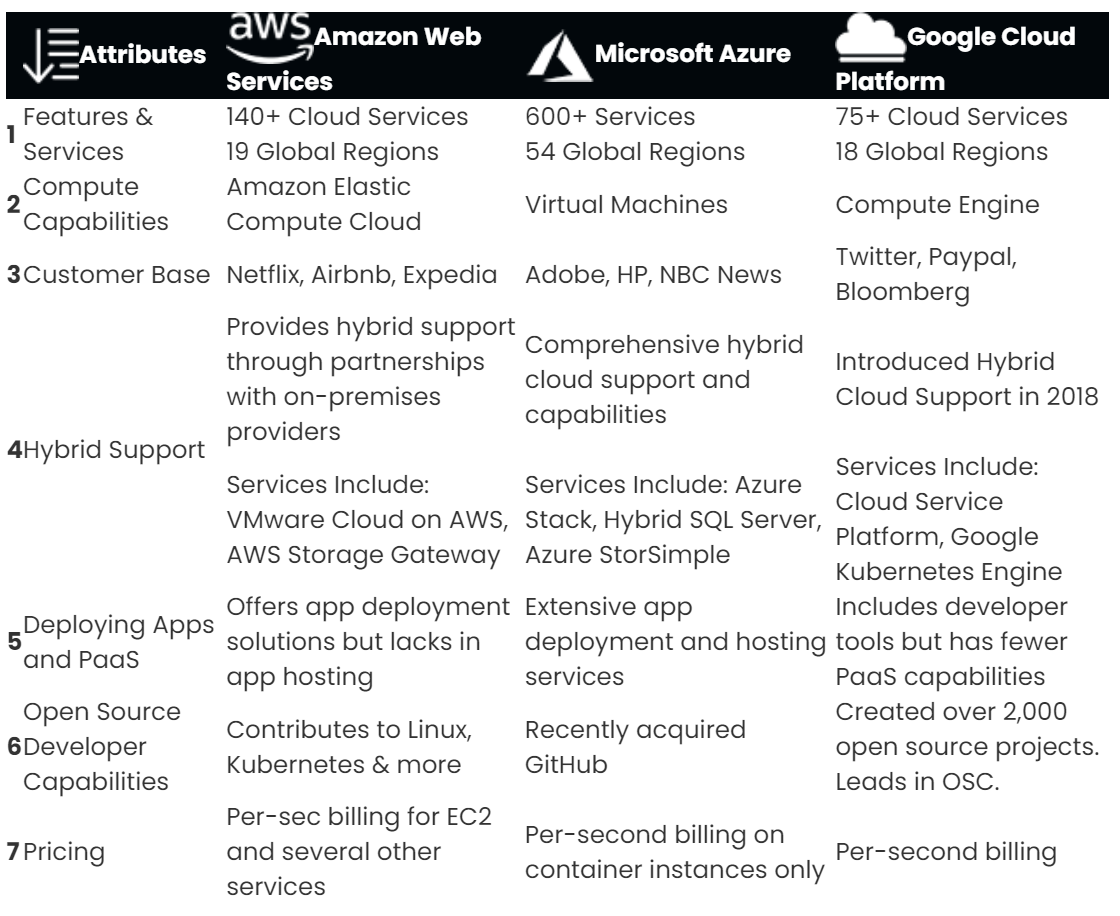 Attributes
aws Amazon Web
Services
Microsoft Azure
Google Cloud
Platform
1
Features &
Services
140+ Cloud Services
19 Global Regions
600+ Services
54 Global Regions
75+ Cloud Services
18 Global Regions
2
Compute
Capabilities
Amazon Elastic
Compute Cloud
Virtual Machines
Compute Engine
3 Customer Base
Netflix, Airbnb, Expedia
Adobe, HP, NBC News
Twitter, Paypal,
Bloomberg
4 Hybrid Support
Provides hybrid support
through partnerships
with on-premises
providers
Services Include:
VMware Cloud on AWS,
AWS Storage Gateway
Comprehensive hybrid
cloud support and
capabilities
Services Include: Azure
Stack, Hybrid SQL Server,
Azure StorSimple
Introduced Hybrid
Cloud Support in 2018
Services Include:
Cloud Service
Platform, Google
Kubernetes Engine
5
Deploying Apps
and PaaS
Offers app deployment
solutions but lacks in
app hosting
Extensive app
deployment and hosting
services
Includes developer
tools but has fewer
PaaS capabilities
6
Open Source
Developer
Capabilities
Contributes to Linux,
Kubernetes & more
Recently acquired
GitHub
Created over 2,000
open source projects.
Leads in OSC.
7 Pricing
Per-sec billing for EC2
and several other
services
Per-second billing on
container instances only
Per-second billing